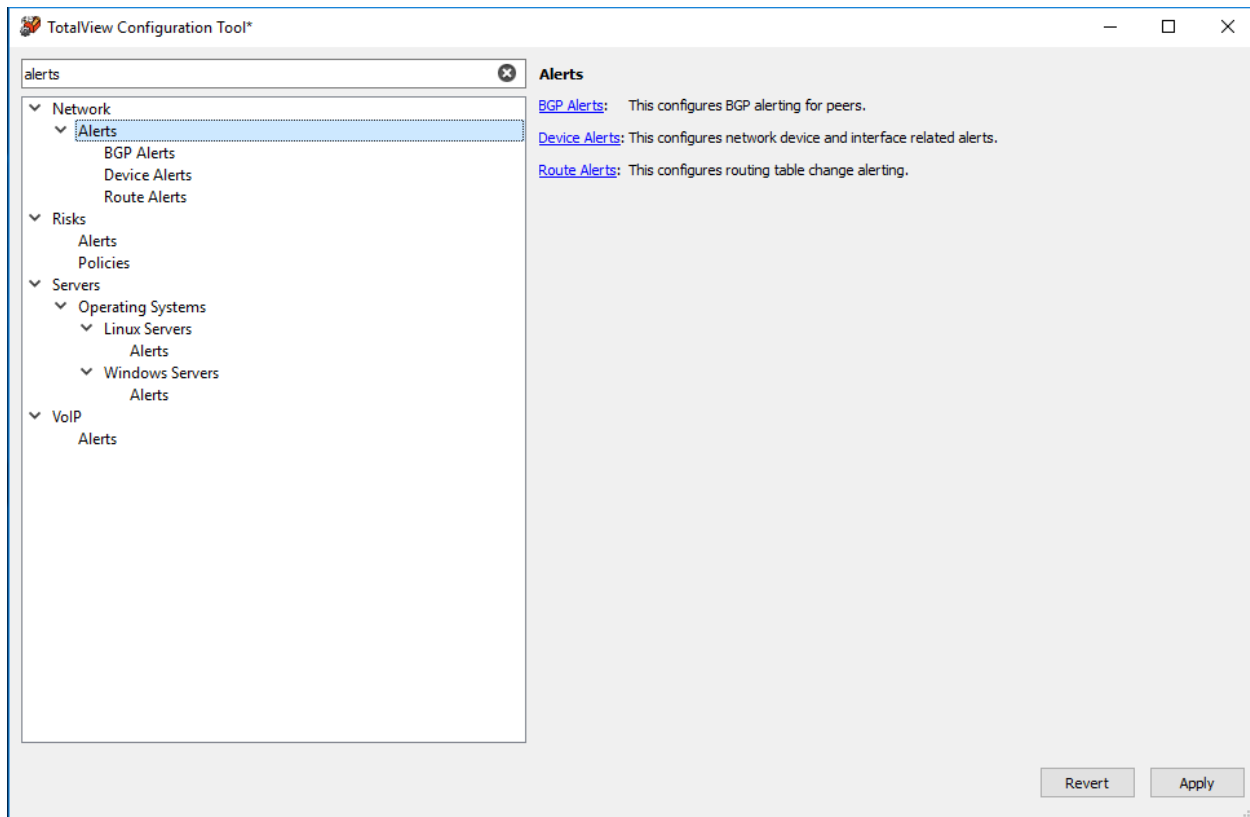 TotalView Configuration Tool*
alerts
Network
Alerts
BGP Alerts
Device Alerts
Route Alerts
Risks
Alerts
Policies
Servers
Operating Systems
Linux Servers
Alerts
Windows Servers
Alerts
VoIP
Alerts
Alerts
BGP Alerts: This configures BGP alerting for peers.
Device Alerts: This configures network device and interface related alerts.
Route Alerts: This configures routing table change alerting.
Revert Apply